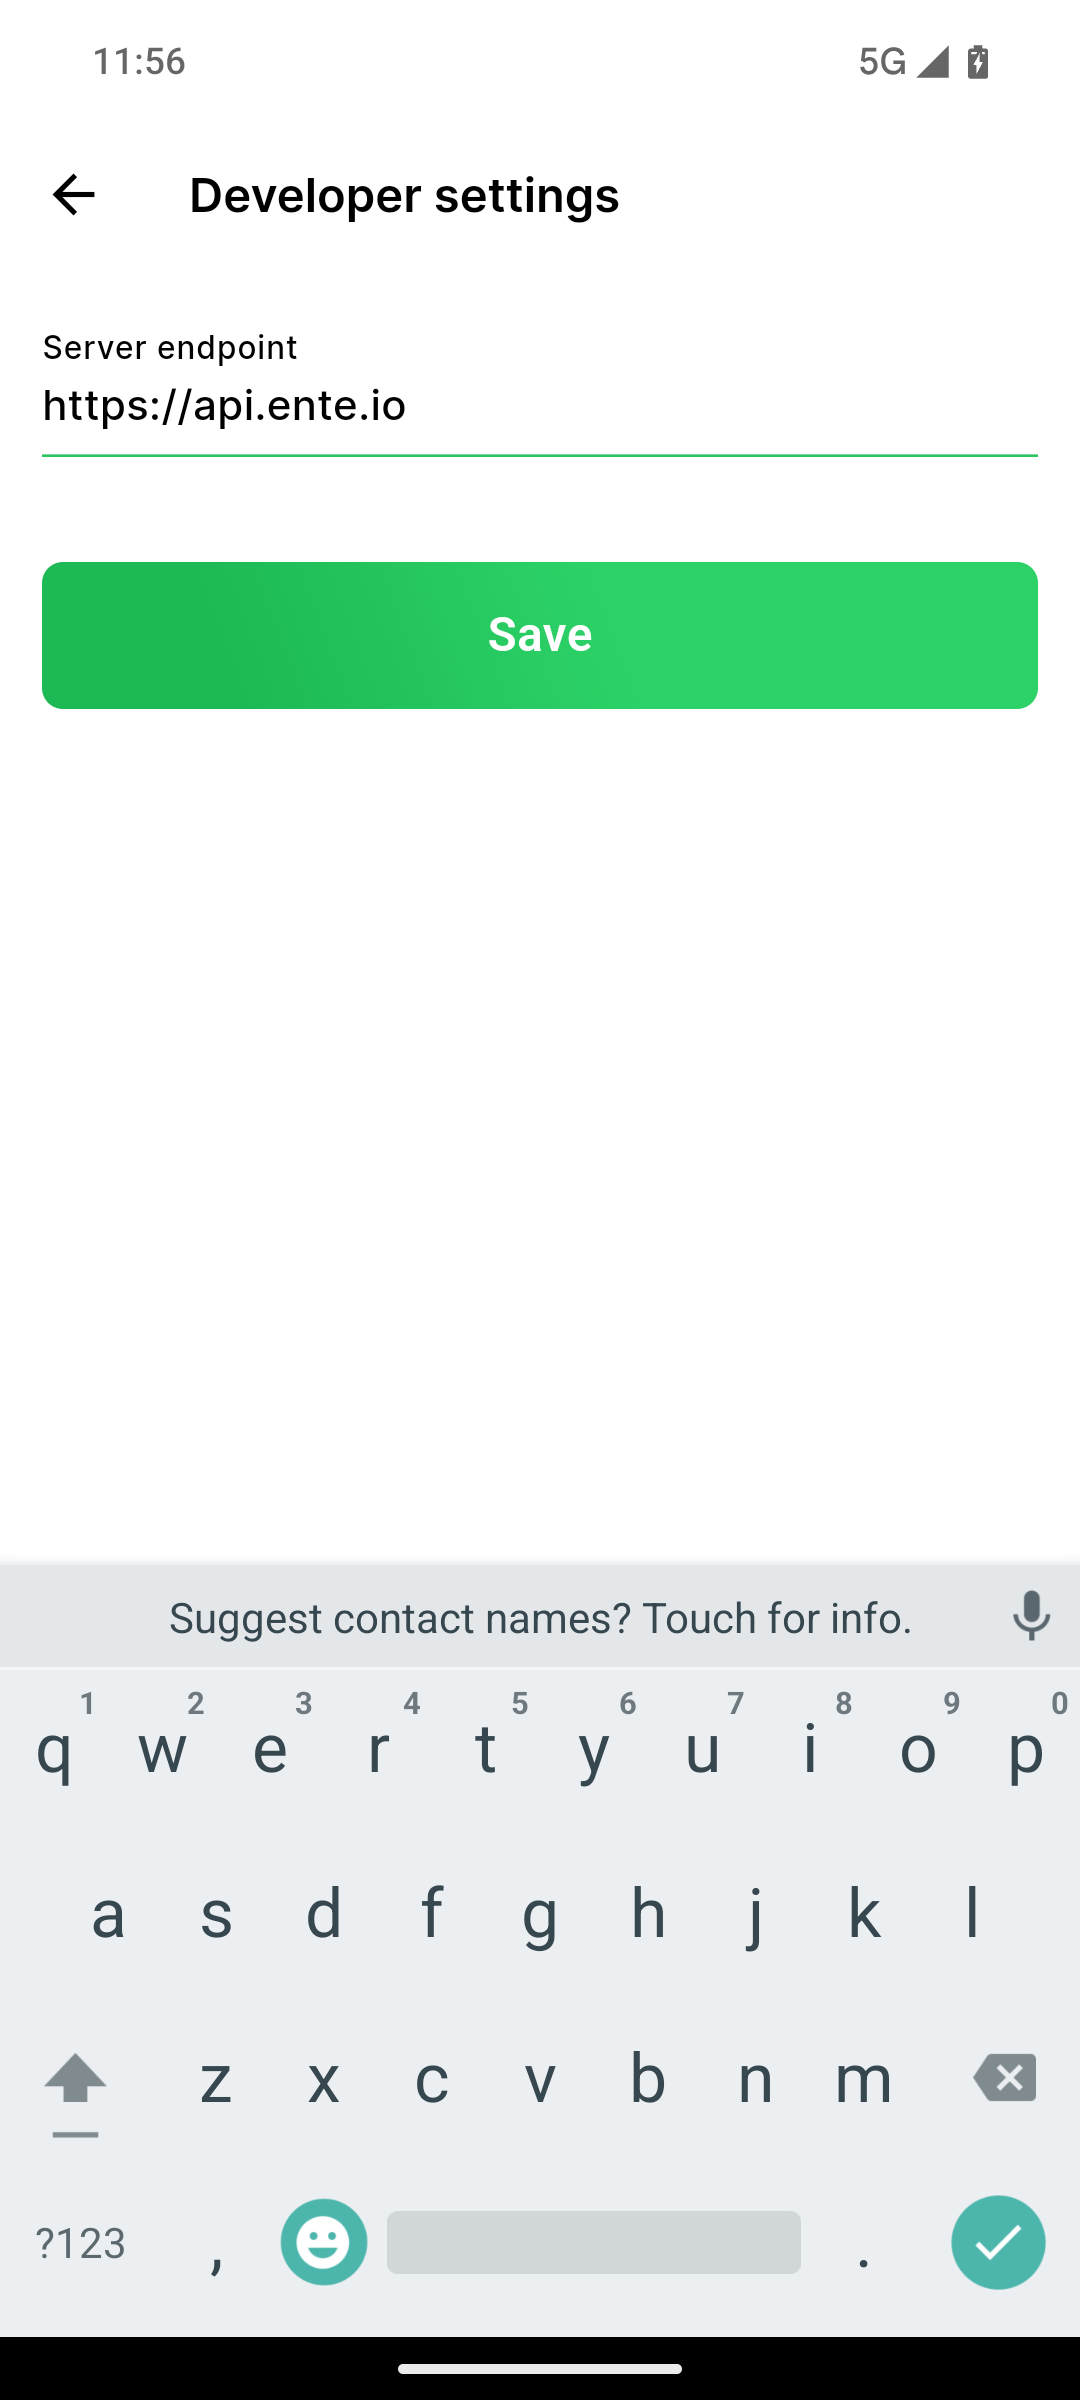 11:56
5G
Developer settings
Server endpoint
https://api.ente.io
Save
Suggest contact names? Touch for info.
1 2 3 4 5 6 7 8 9 0
q w e r t y u i o p
a s d f g h j k l
z x c v b n m
?123 , .